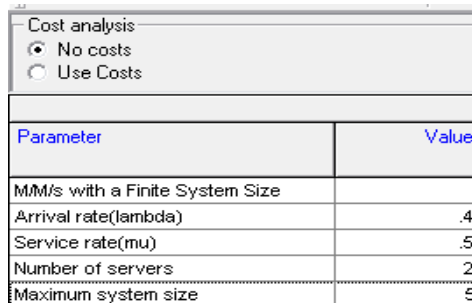 Cost analysis
No costs
Use Costs
Parameter Value
M/M/s with a Finite System Size
Arrival rate(lambda) .4
Service rate(mu) .5
Number of servers 2
Maximum system size 5